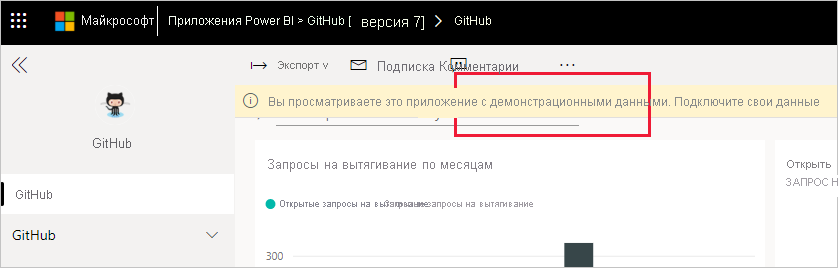 Майкрософт Приложения Power BI > GitHub [ версия 7] > GitHub
Экспорт Подписка Комментарии ...
Вы просматриваете это приложение с демонстрационными данными. Подключите свои данные
GitHub
GitHub
GitHub
Запросы на вытягивание по месяцам
Открытые запросы на вытягивание запросы на вытягивание
300
Открыть
ЗАПРОС Н